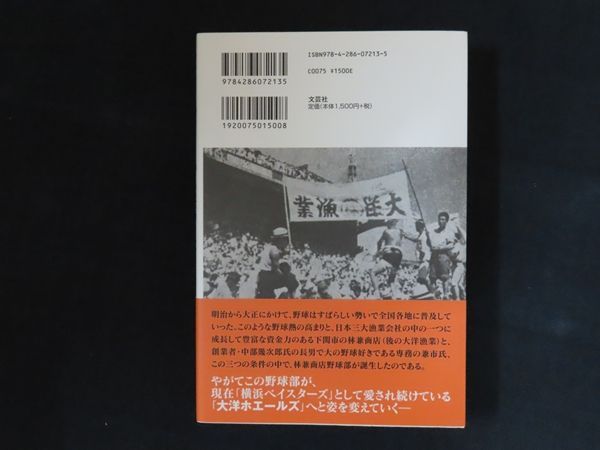 ISBN978-4-286-07213-5
C0075 ¥1500E
9784286072135
文芸社
定価(本体1,500円+税)
1920075015008
業漁洋大
明治から大正にかけて、野球はすばらしい勢いで全国各地に普及して
いった。このような野球熱の高まりと、日本三大漁業会社の中の一つに
成長して豊富な資金力のある下関市の林兼商店(後の大洋漁業)と、
創業者・中部幾次郎氏の長男で大の野球好きである専務の兼市氏、
この三つの条件の中で、林兼商店野球部が誕生したのである。
やがてこの野球部が、
現在「横浜ベイスターズ」として愛され続けている
「大洋ホエールズ」へと姿を変えていく―